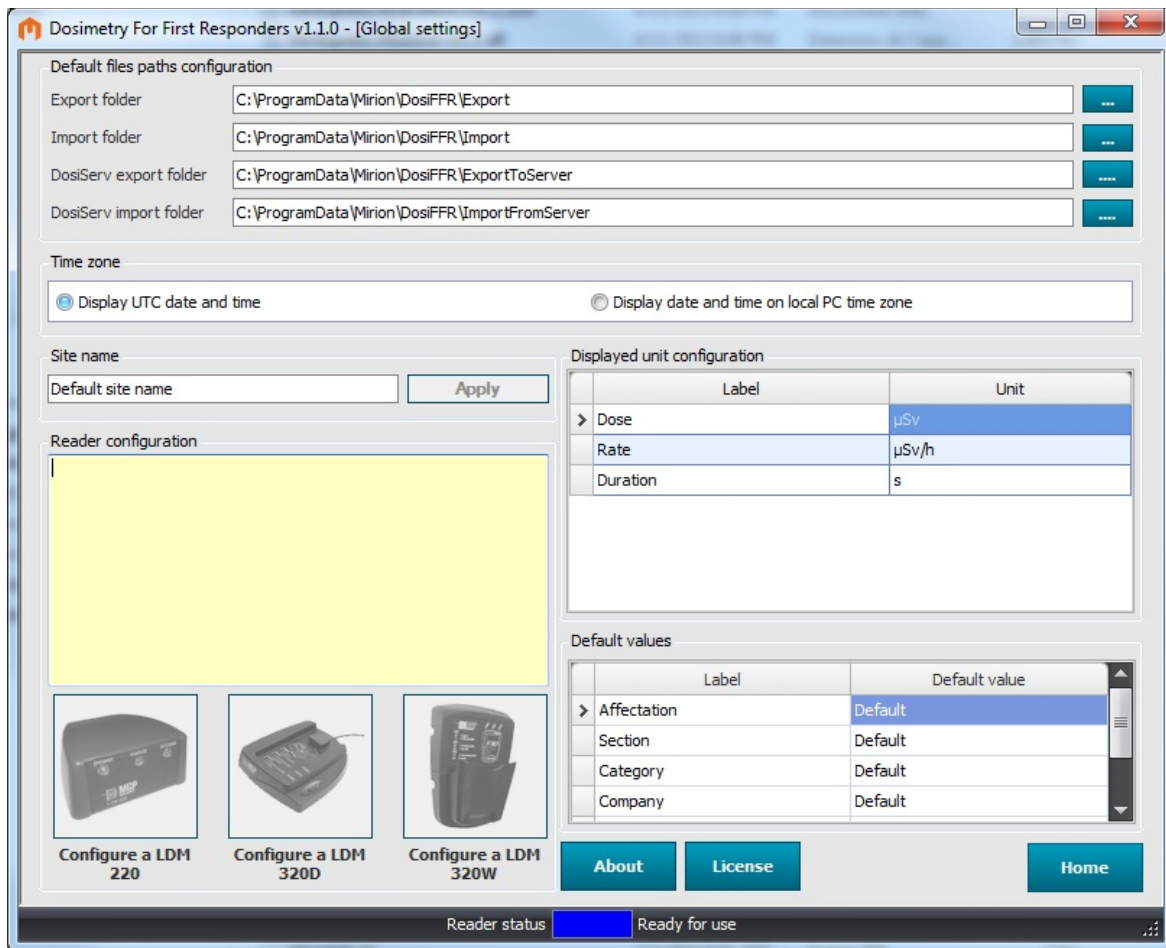 Dosimetry For First Responders v1.1.0 - [Global settings]
Default files paths configuration
Export folder
C:\ProgramData\Mirion\DosiFFR\Export
...
Import folder
C:\ProgramData\Mirion\DosiFFR\Import
...
DosiServ export folder
C:\ProgramData\Mirion\DosiFFR\ExportToServer
....
DosiServ import folder
C:\ProgramData\Mirion\DosiFFR\ImportFromServer
....
Time zone
Display UTC date and time
Display date and time on local PC time zone
Site name
Default site name
Apply
Reader configuration
Configure a LDM
220
Configure a LDM
320D
Configure a LDM
320W
Displayed unit configuration
Label Unit
Dose µSv
Rate µSv/h
Duration s
Default values
Label Default value
Affectation Default
Section Default
Category Default
Company Default
About
License
Home
Reader status
Ready for use
MGP